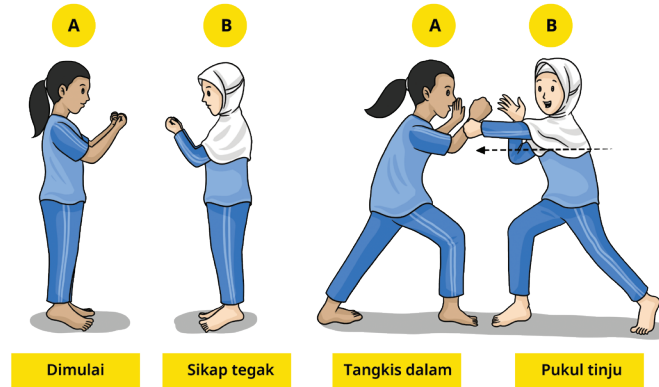 A
B
A
B
Dimulai
Sikap tegak
Tangkis dalam
Pukul tinju